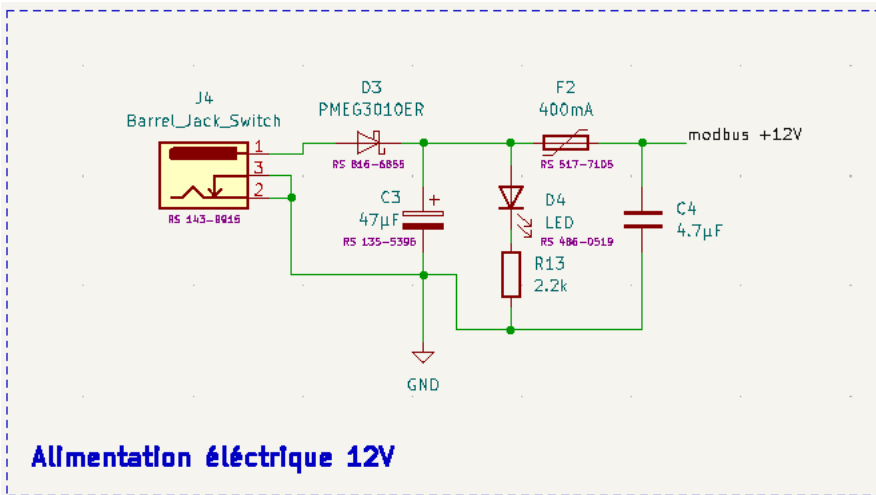 J4
Barrel_Jack_Switch
1
3
2
RS 143-8915
D3
PMEG3010ER
RS 816-6855
C3
47µF
+
RS 135-5396
F2
400mA
RS 517-7105
modbus +12V
D4
LED
RS 486-0519
R13
2.2k
C4
4.7µF
GND
Alimentation éléctrique 12V